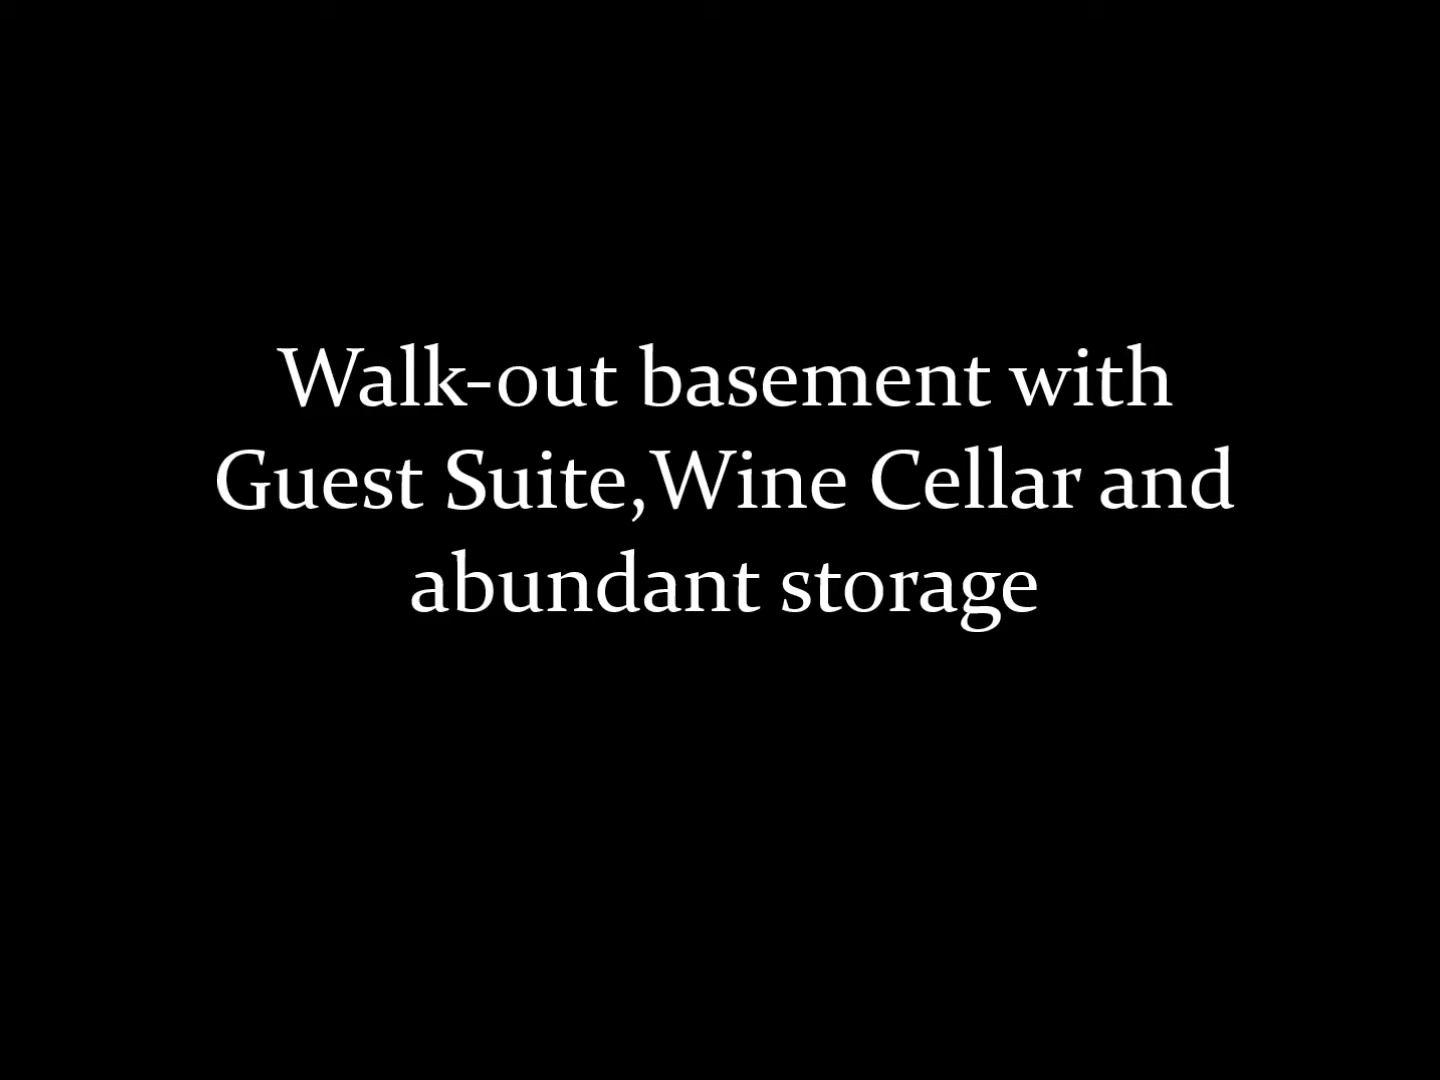 Walk-out basement with
Guest Suite,Wine Cellar and
abundant storage